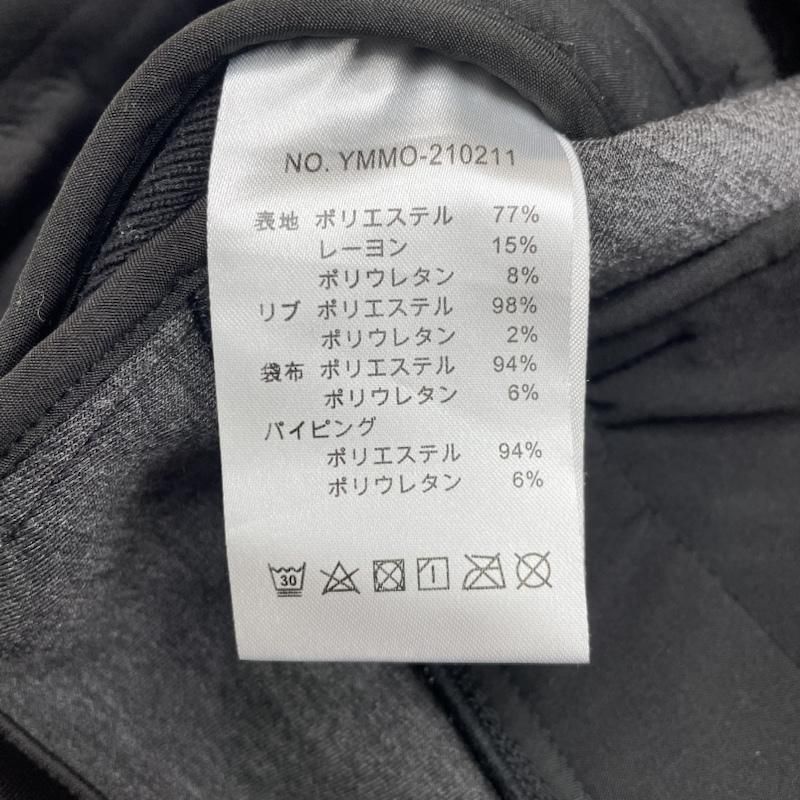 NO. YMMO-210211
表地 ポリエステル 77%
レーヨン 15%
ポリウレタン 8%
リブ ポリエステル 98%
ポリウレタン 2%
袋布 ポリエステル 94%
ポリウレタン 6%
パイピング
ポリエステル 94%
ポリウレタン 6%
30